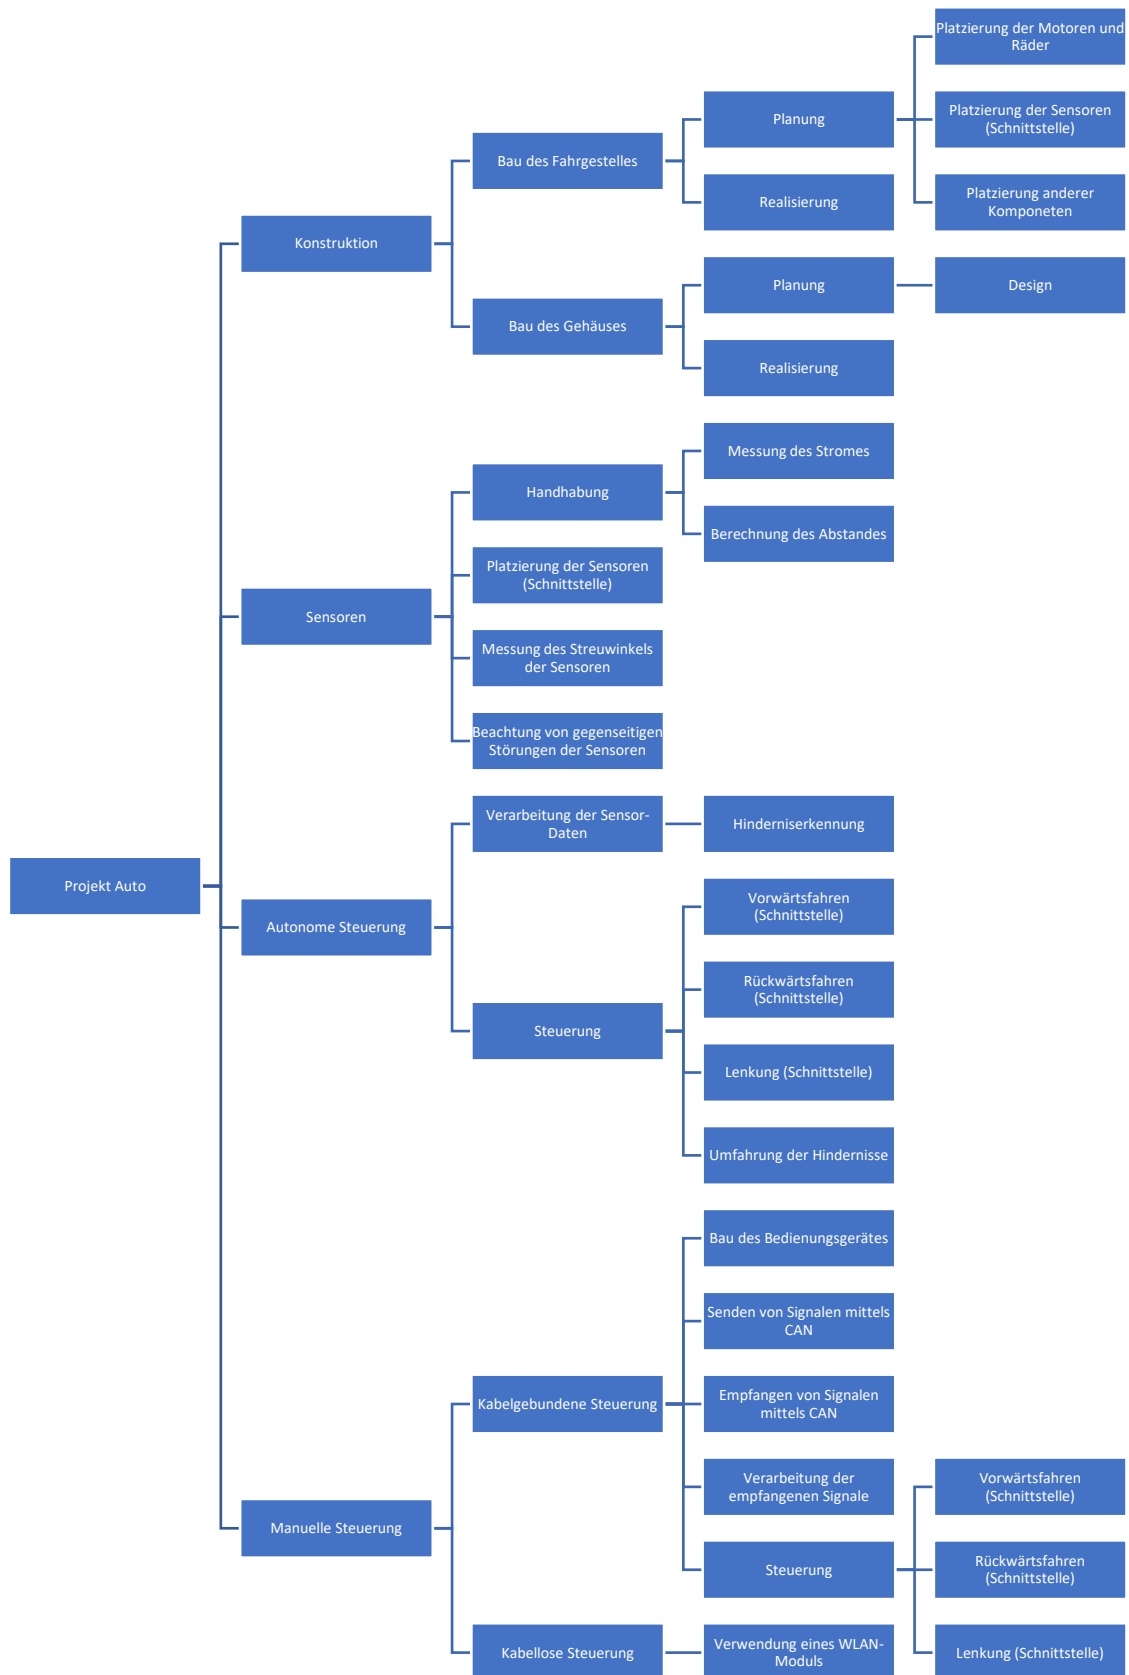 Projekt Auto
Konstruktion
Bau des Fahrgestelles
Planung
Platzierung der Motoren und
Räder
Platzierung der Sensoren
(Schnittstelle)
Platzierung anderer
Komponeten
Realisierung
Bau des Gehäuses
Planung
Design
Realisierung
Sensoren
Handhabung
Messung des Stromes
Berechnung des Abstandes
Platzierung der Sensoren
(Schnittstelle)
Messung des Streuwinkels
der Sensoren
Beachtung von gegenseitigen
Störungen der Sensoren
Autonome Steuerung
Verarbeitung der Sensor-
Daten
Hinderniserkennung
Steuerung
Vorwärtsfahren
(Schnittstelle)
Rückwärtsfahren
(Schnittstelle)
Lenkung (Schnittstelle)
Umfahrung der Hindernisse
Manuelle Steuerung
Kabelgebundene Steuerung
Bau des Bedienungsgerätes
Senden von Signalen mittels
CAN
Empfangen von Signalen
mittels CAN
Verarbeitung der
empfangenen Signale
Steuerung
Vorwärtsfahren
(Schnittstelle)
Rückwärtsfahren
(Schnittstelle)
Lenkung (Schnittstelle)
Kabellose Steuerung
Verwendung eines WLAN-
Moduls